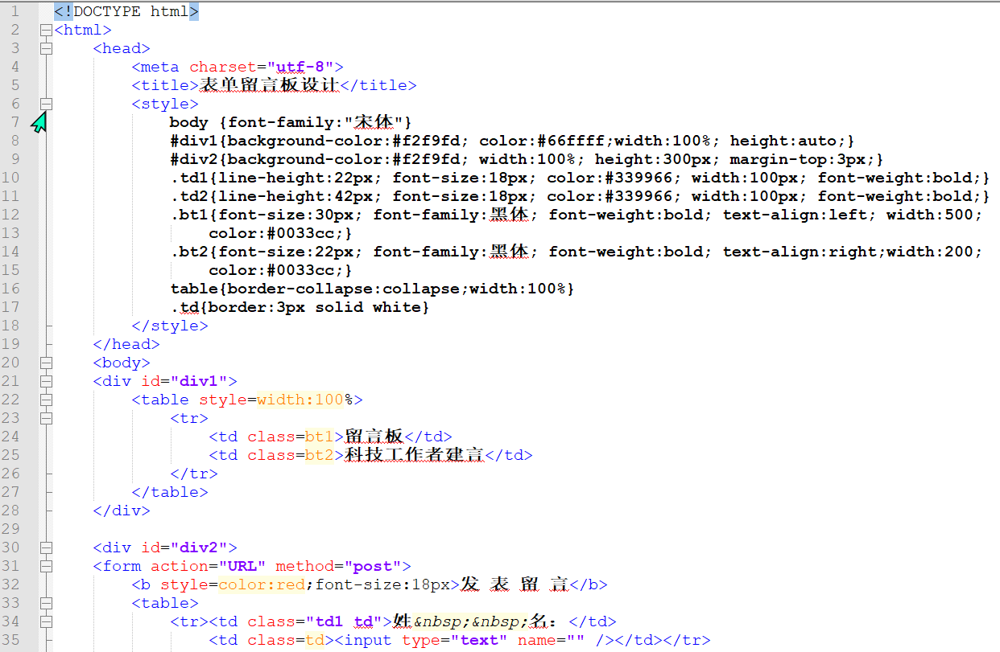 1 <!DOCTYPE html>
2 <html>
3 <head>
4 <meta charset="utf-8">
5 <title>表单留言板设计</title>
6 <style>
7 body {font-family:"宋体"}
8 #div1{background-color:#f2f9fd; color:#66ffff;width:100%; height:auto;}
9 #div2{background-color:#f2f9fd; width:100%; height:300px; margin-top:3px;}
10 .td1{line-height:22px; font-size:18px; color:#339966; width:100px; font-weight:bold;}
11 .td2{line-height:42px; font-size:18px; color:#339966; width:100px; font-weight:bold;}
12 .bt1{font-size:30px; font-family:黑体; font-weight:bold; text-align:left; width:500;
13 color:#0033cc;}
14 .bt2{font-size:22px; font-family:黑体; font-weight:bold; text-align:right;width:200;
15 color:#0033cc;}
16 table{border-collapse:collapse;width:100%}
17 .td{border:3px solid white}
18 </style>
19 </head>
20 <body>
21 <div id="div1">
22 <table style=width:100%>
23 <tr>
24 <td class=bt1>留言板</td>
25 <td class=bt2>科技工作者建言</td>
26 </tr>
27 </table>
28 </div>
29
30 <div id="div2">
31 <form action="URL" method="post">
32 <b style=color:red;font-size:18px>发 表 留 言</b>
33 <table>
34 <tr><td class="td1 td">姓&nbsp;&nbsp;名：</td>
35 <td class=td><input type="text" name="" /></td></tr>